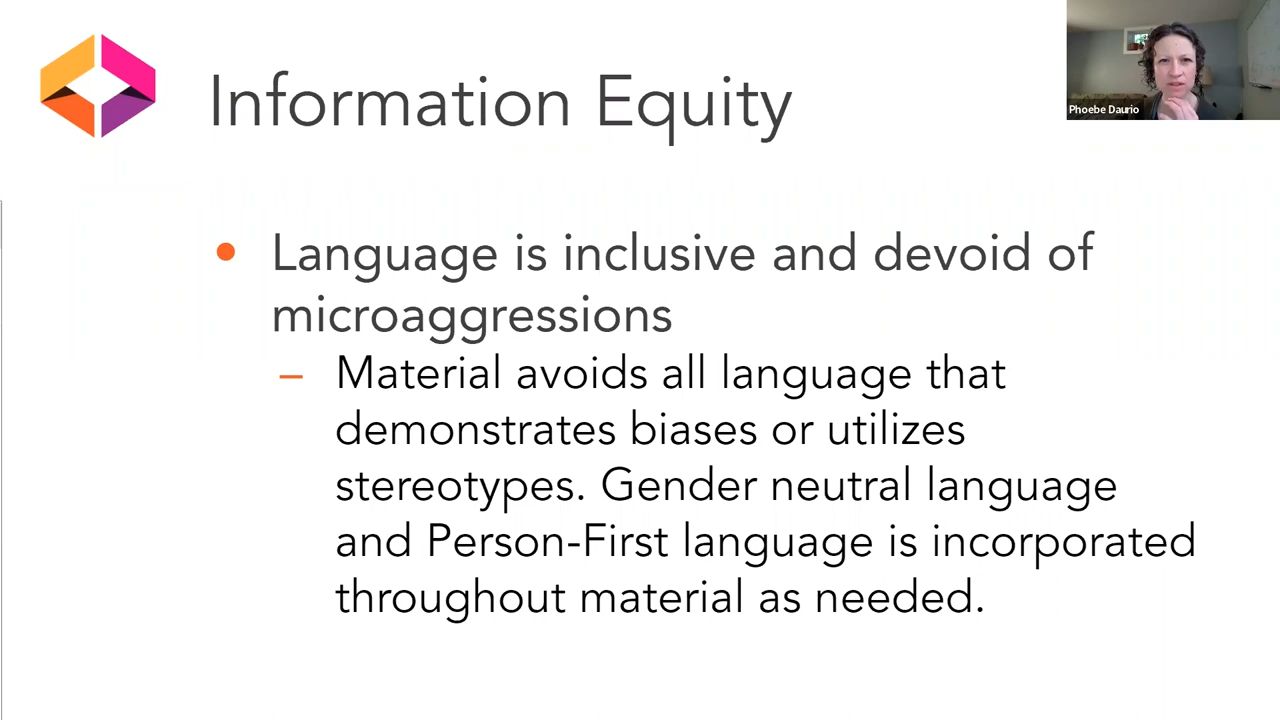 Information Equity
Phoebe Daurio
• Language is inclusive and devoid of
microaggressions
– Material avoids all language that
demonstrates biases or utilizes
stereotypes. Gender neutral language
and Person-First language is incorporated
throughout material as needed.